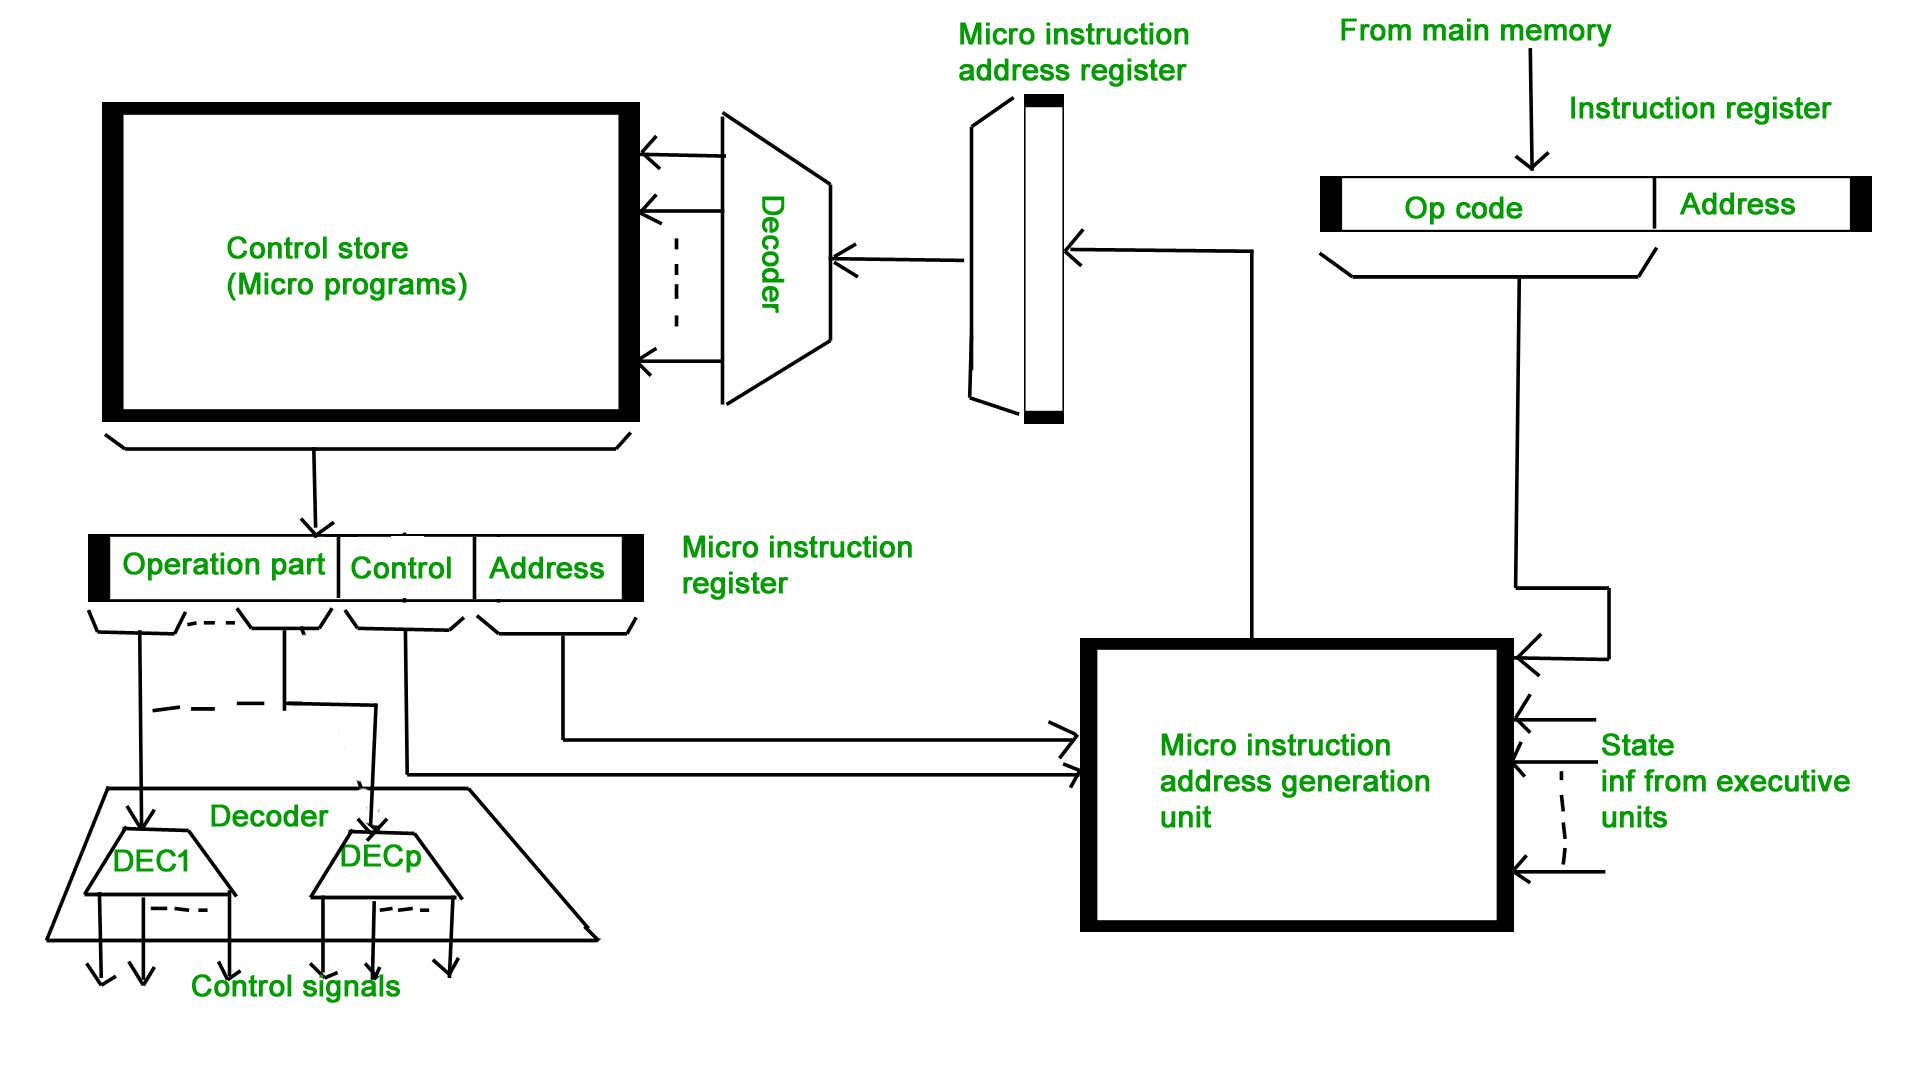 Micro instruction
address register
From main memory
Instruction register
Op code
Address
Control store
(Micro programs)
Decoder
Operation part
Control
Address
Micro instruction
register
Micro instruction
address generation
unit
State
inf from executive
units
Decoder
DEC1
DECp
Control signals